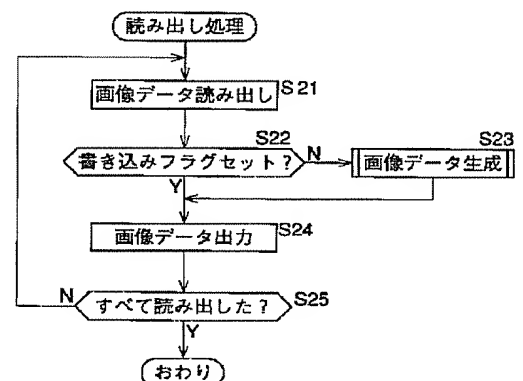 読み出し処理
画像データ読み出し S21
S22
書き込みフラグセット？ N
S23
画像データ生成
Y
画像データ出力 S24
N すべて読み出した？ S25
Y
おわり